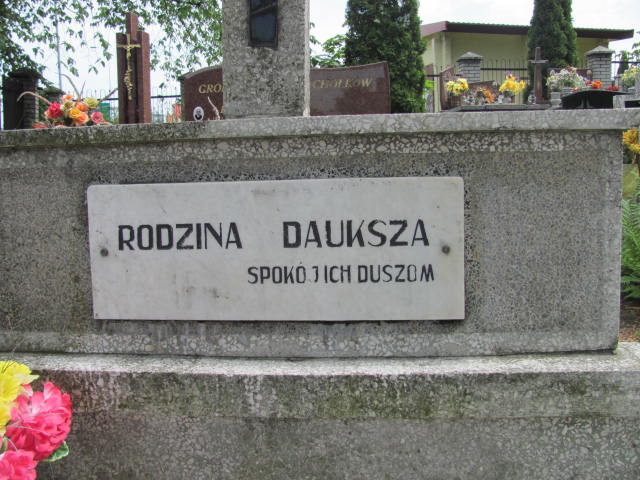 RODZINA DAUKSZA
SPOKÓJ ICH DUSZOM